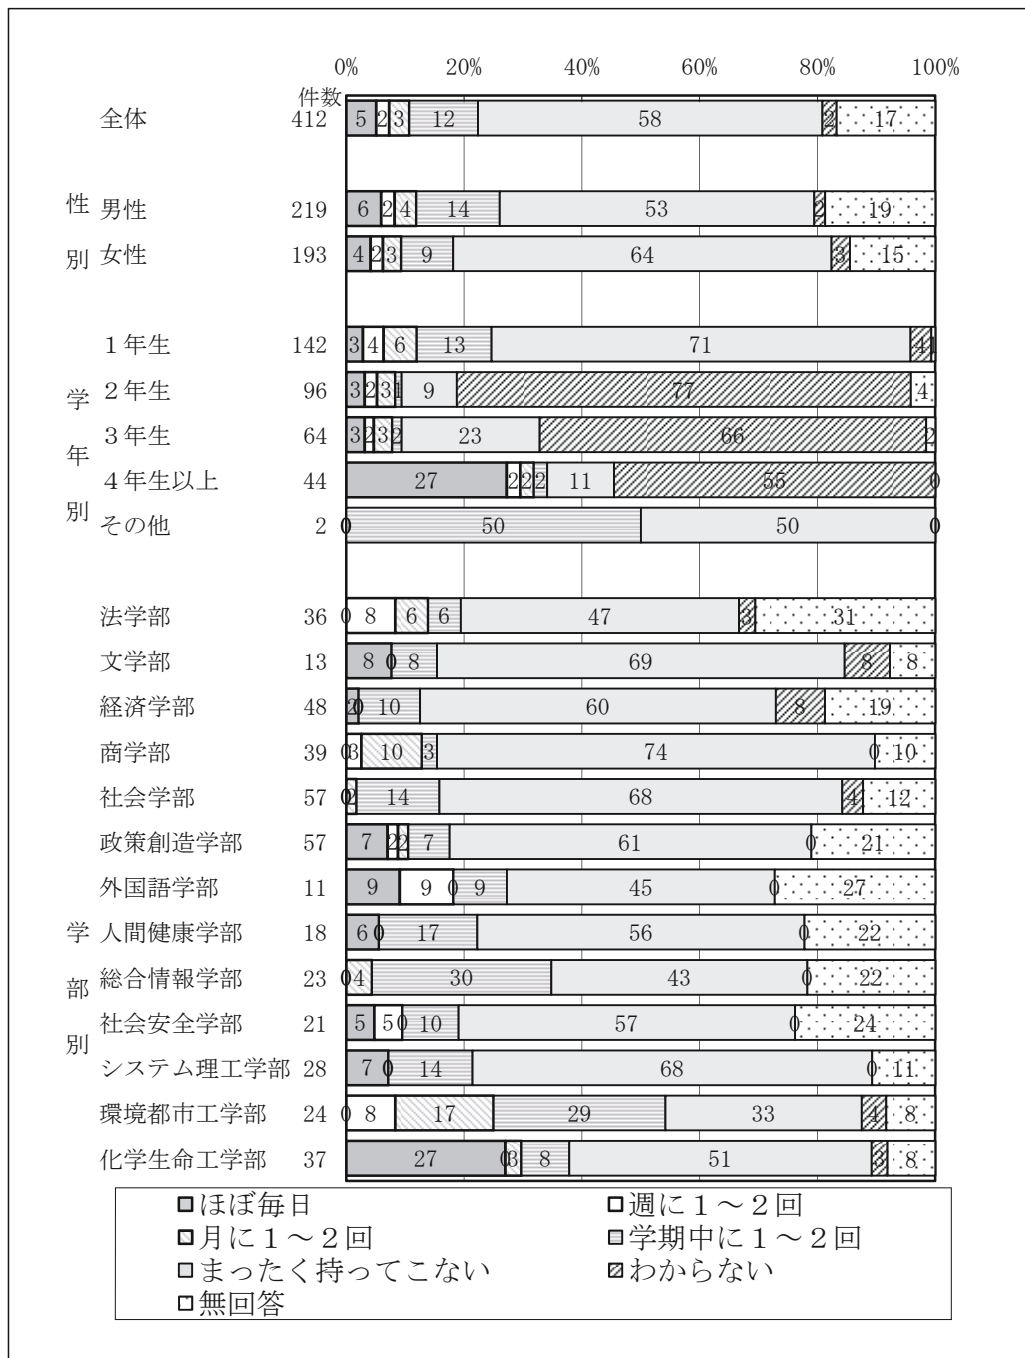 0% 20% 40% 60% 80% 100%
件数
全体 412 5 2 3 12 58 2 17
性別
男性 219 6 2 4 14 53 2 19
女性 193 4 2 3 9 64 3 15
学年別
１年生 142 3 4 6 13 71 4 1
２年生 96 3 2 3 1 9 77 4
３年生 64 3 2 3 2 23 66 2
４年生以上 44 27 2 2 2 11 55 0
その他 2 0 50 50 0
学部別
法学部 36 0 8 6 6 47 3 31
文学部 13 8 0 8 69 8 8
経済学部 48 2 0 10 60 8 19
商学部 39 0 3 10 3 74 0 10
社会学部 57 0 2 14 68 4 12
政策創造学部 57 7 2 2 7 61 0 21
外国語学部 11 9 9 0 9 45 0 27
人間健康学部 18 6 0 17 56 0 22
総合情報学部 23 0 4 30 43 0 22
社会安全学部 21 5 5 0 10 57 0 24
システム理工学部 28 7 0 14 68 0 11
環境都市工学部 24 0 8 17 29 33 4 8
化学生命工学部 37 27 0 3 8 51 3 8
ほぼ毎日 週に１～２回
月に１～２回 学期中に１～２回
まったく持ってこない わからない
無回答